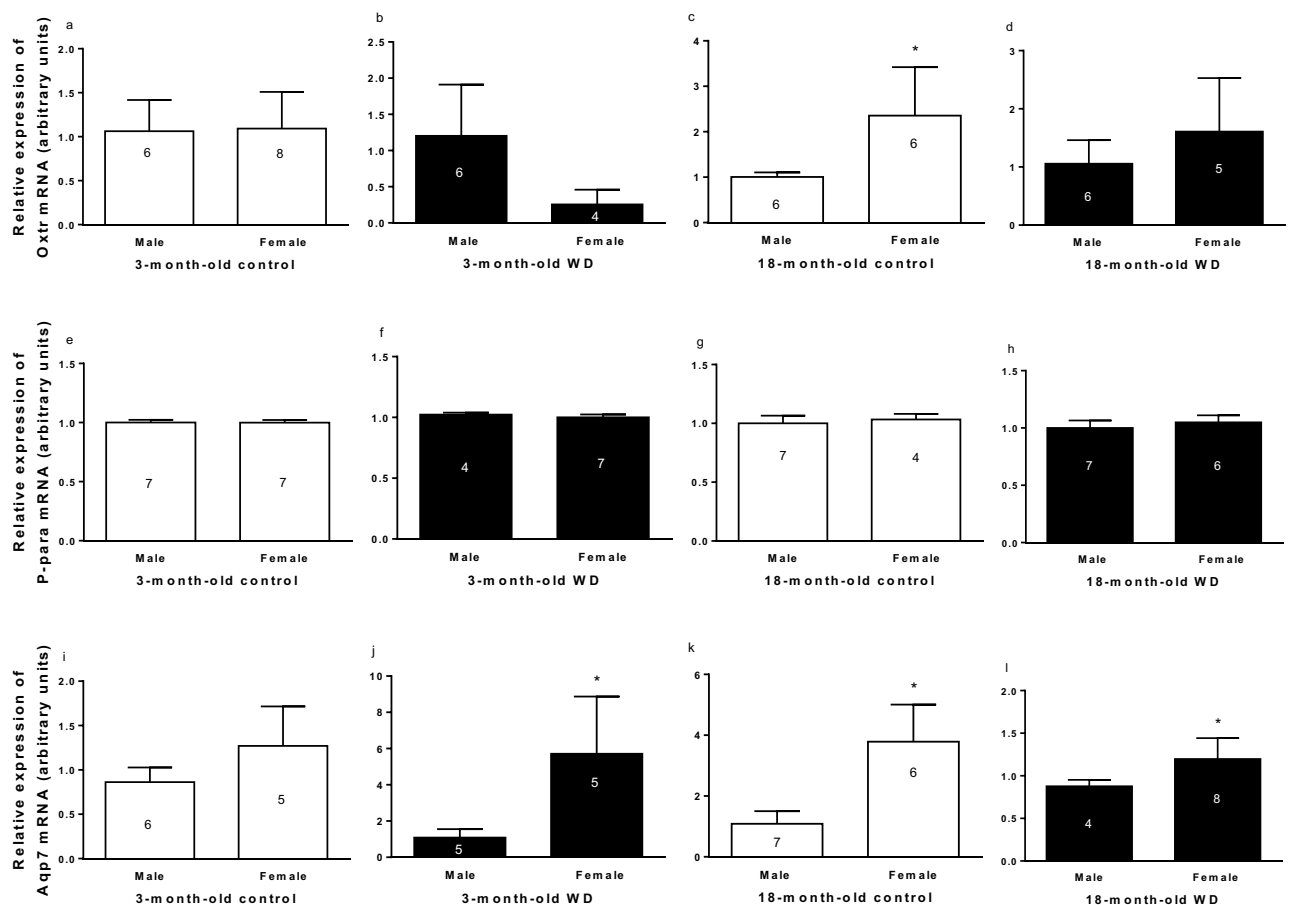 a
Relative expression of
Oxtr mRNA (arbitrary units)
2.0
1.5
1.0
0.5
0.0
6
8
Male
Female
3-month-old control
b
2.5
2.0
1.5
1.0
0.5
0.0
6
4
Male
Female
3-month-old WD
c
4
3
2
1
0
*
6
6
Male
Female
18-month-old control
d
3
2
1
0
6
5
Male
Female
18-month-old WD
e
Relative expression of
P-para mRNA (arbitrary units)
1.5
1.0
0.5
0.0
7
7
Male
Female
3-month-old control
f
1.5
1.0
0.5
0.0
4
7
Male
Female
3-month-old WD
g
1.5
1.0
0.5
0.0
7
4
Male
Female
18-month-old control
h
1.5
1.0
0.5
0.0
7
6
Male
Female
18-month-old WD
i
Relative expression of
Aqp7 mRNA (arbitrary units)
2.0
1.5
1.0
0.5
0.0
6
5
Male
Female
3-month-old control
j
10
8
6
4
2
0
*
5
5
Male
Female
3-month-old WD
k
6
4
2
0
*
7
6
Male
Female
18-month-old control
l
2.0
1.5
1.0
0.5
0.0
*
4
8
Male
Female
18-month-old WD